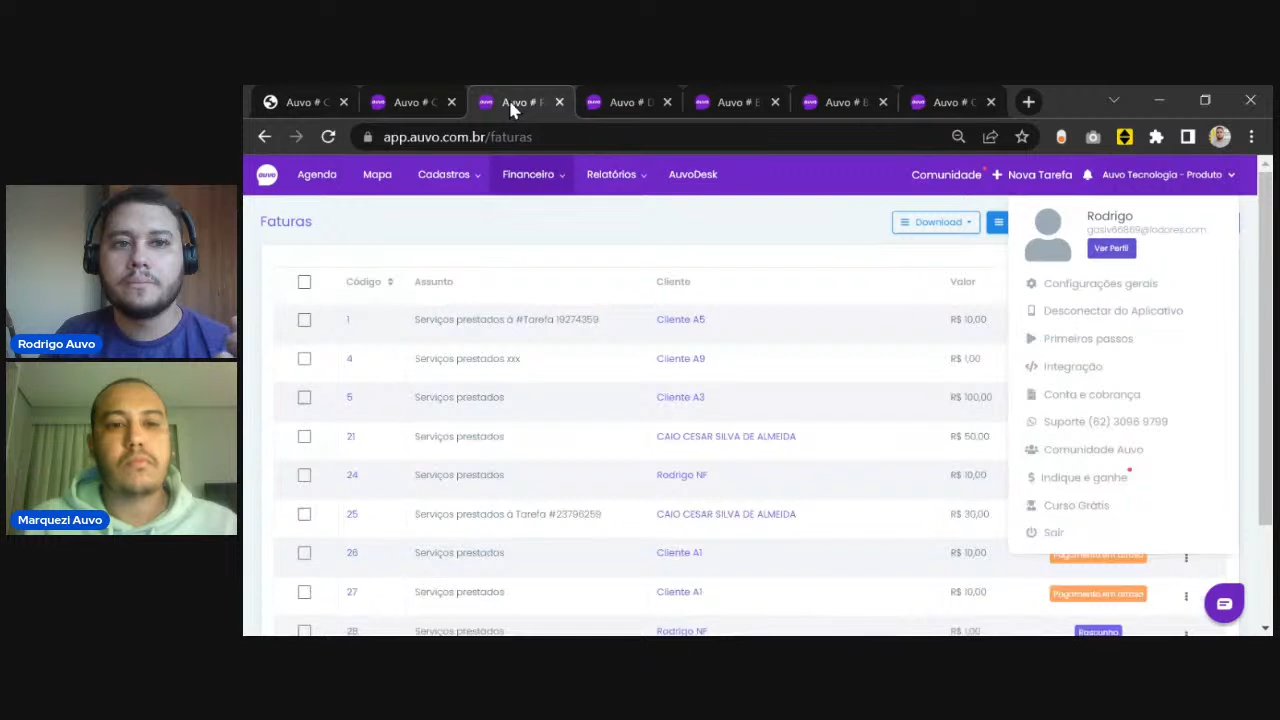 Auvo # C
Auvo # C
Auvo # F
Auvo # D
Auvo # E
Auvo # B
Auvo # C
app.auvo.com.br/faturas
auvo
Agenda
Mapa
Cadastros
Financeiro
Relatórios
AuvoDesk
Comunidade
Nova Tarefa
Auvo Tecnologia - Produto
Faturas
Download
Rodrigo
Ver Perfil
Configurações gerais
Desconectar do Aplicativo
Primeiros passos
Integração
Conta e cobrança
Suporte (62) 3096 9799
Comunidade Auvo
Indique e ganhe
Curso Grátis
Sair
Código Assunto Cliente Valor
1 Serviços prestados à #Tarefa 19274359 Cliente A5 R$ 10,00
4 Serviços prestados xxx Cliente A9 R$ 1,00
5 Serviços prestados Cliente A3 R$ 100,00
21 Serviços prestados CAIO CESAR SILVA DE ALMEIDA R$ 50,00
24 Serviços prestados Rodrigo NF R$ 10,00
25 Serviços prestados à Tarefa #23796259 CAIO CESAR SILVA DE ALMEIDA R$ 30,00
26 Serviços prestados Cliente A1 R$ 10,00 Pagamento em atraso
27 Serviços prestados Cliente A1 R$ 10,00 Pagamento em atraso
28 Serviços prestados Rodrigo NF R$ 1,00 Rascunho
Rodrigo Auvo
Marquezi Auvo